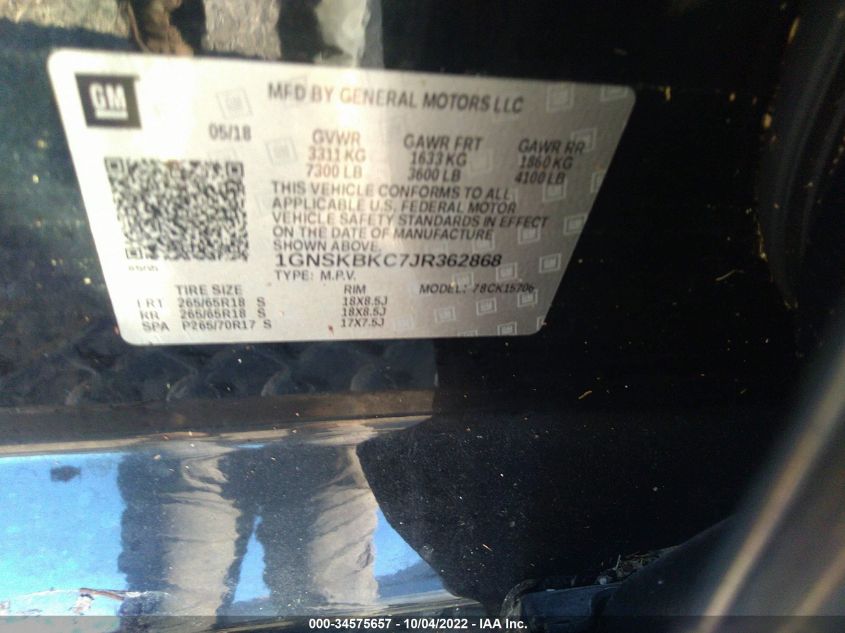 GM
MFD BY GENERAL MOTORS LLC
05/18
GVWR GAWR FRT GAWR RR
3311 KG 1633 KG 1860 KG
7300 LB 3600 LB 4100 LB
THIS VEHICLE CONFORMS TO ALL
APPLICABLE U.S. FEDERAL MOTOR
VEHICLE SAFETY STANDARDS IN EFFECT
ON THE DATE OF MANUFACTURE
SHOWN ABOVE.
1GNSKBKC7JR362868
TYPE: M.P.V. MODEL: 78CK15706
TIRE SIZE RIM
FRT 265/65R18 S 18X8.5J
RR 265/65R18 S 18X8.5J
SPA P265/70R17 S 17X7.5J
000-34575657 - 10/04/2022 - IAA Inc.